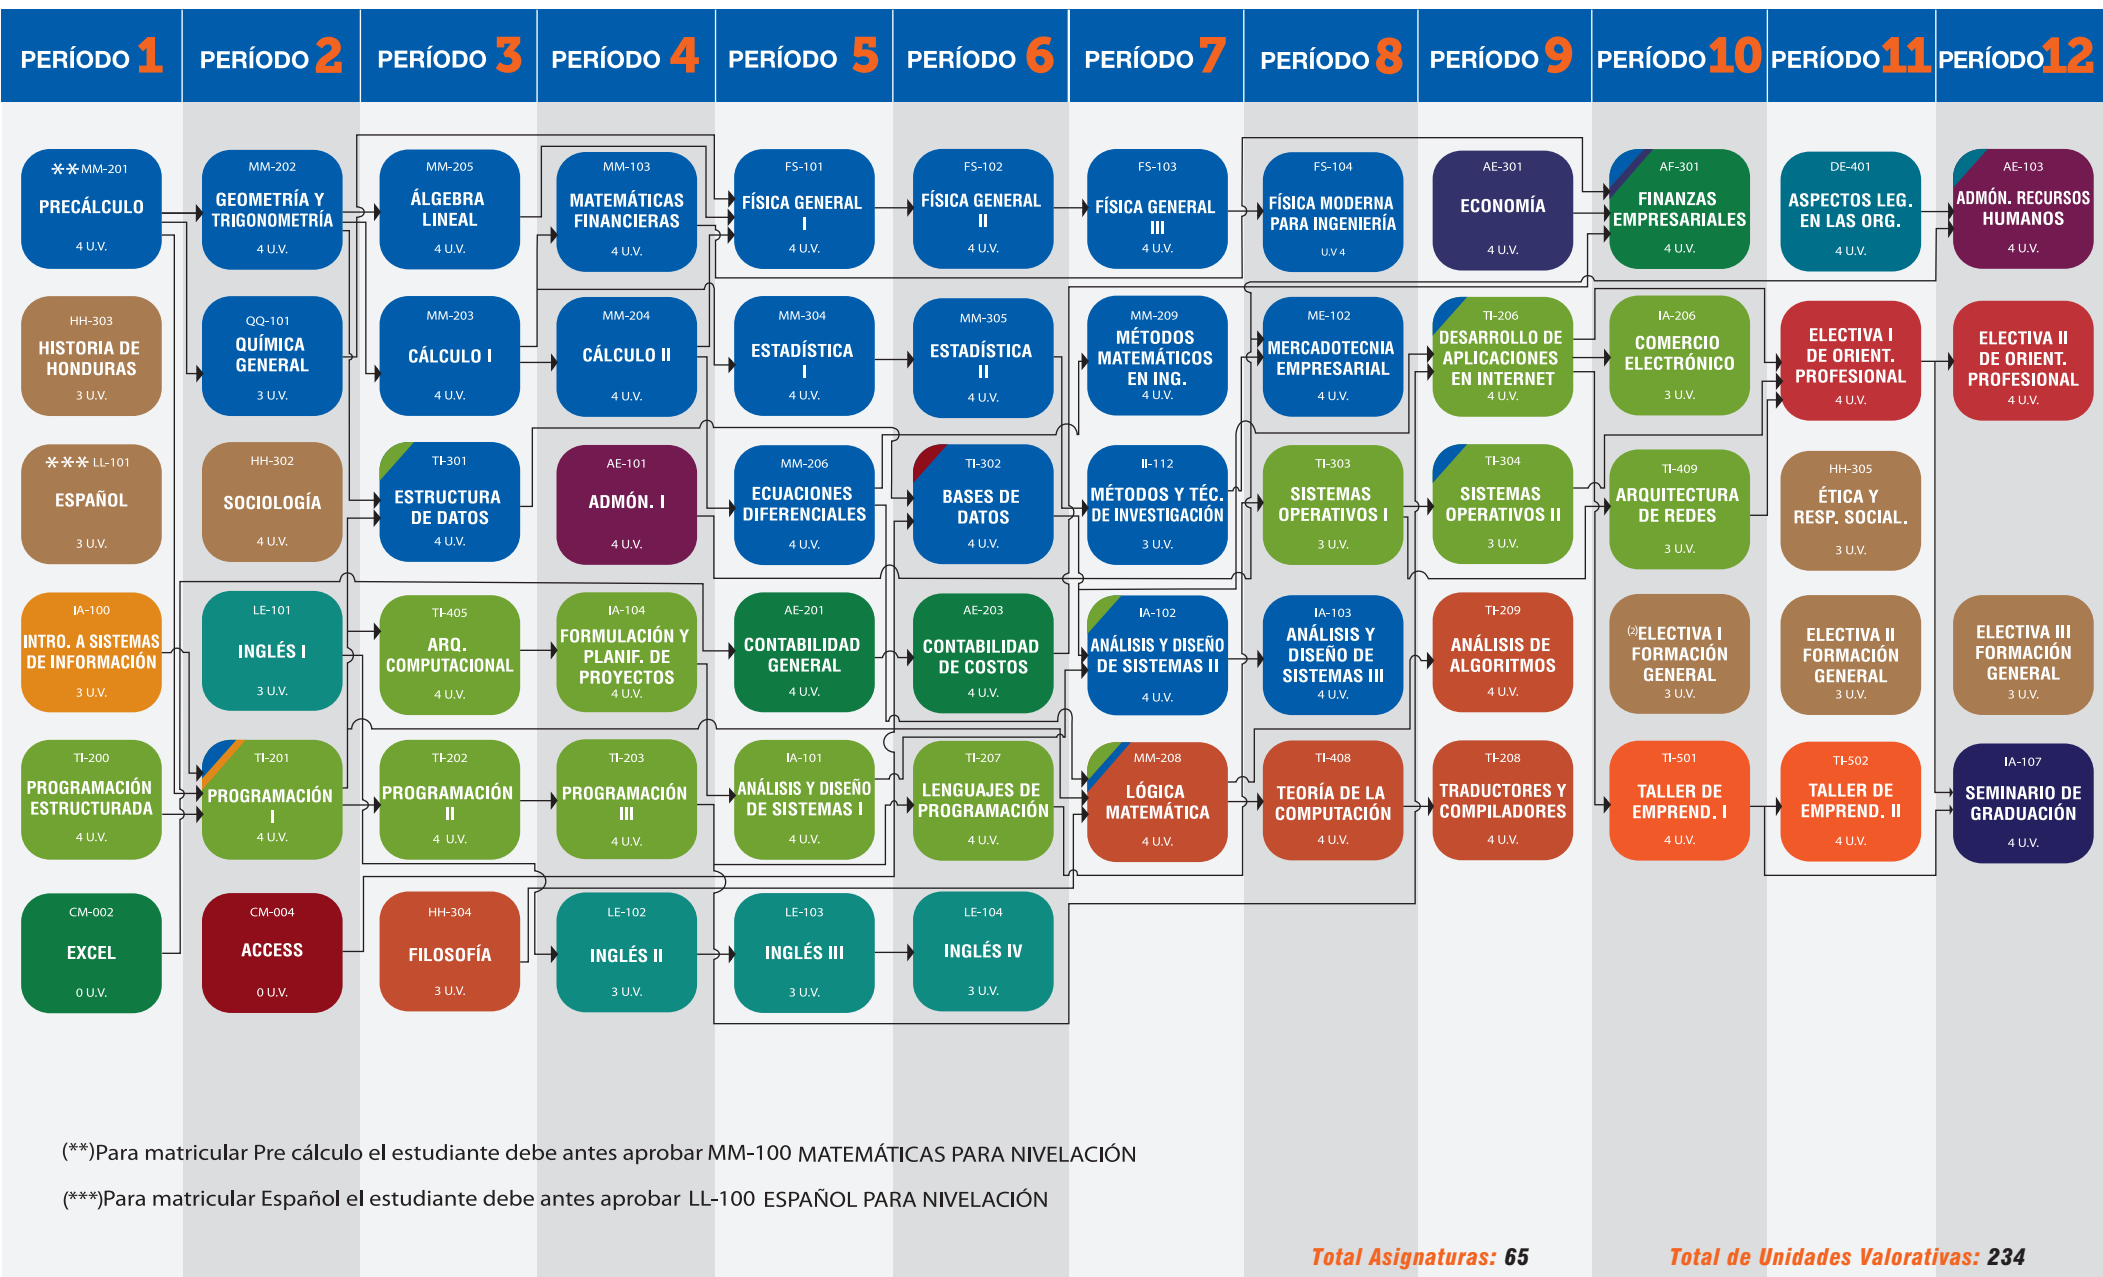 PERÍODO 1
PERÍODO 2
PERÍODO 3
PERÍODO 4
PERÍODO 5
PERÍODO 6
PERÍODO 7
PERÍODO 8
PERÍODO 9
PERÍODO 10
PERÍODO 11
PERÍODO 12
**MM-201
PRECÁLCULO
4 U.V.
MM-202
GEOMETRÍA Y
TRIGONOMETRÍA
4 U.V.
MM-205
ÁLGEBRA
LINEAL
4 U.V.
MM-103
MATEMÁTICAS
FINANCIERAS
4 U.V.
FS-101
FÍSICA GENERAL
I
4 U.V.
FS-102
FÍSICA GENERAL
II
4 U.V.
FS-103
FÍSICA GENERAL
III
4 U.V.
FS-104
FÍSICA MODERNA
PARA INGENIERÍA
U.V 4
AE-301
ECONOMÍA
4 U.V.
AF-301
FINANZAS
EMPRESARIALES
4 U.V.
DE-401
ASPECTOS LEG.
EN LAS ORG.
4 U.V.
AE-103
ADMÓN. RECURSOS
HUMANOS
4 U.V.
HH-303
HISTORIA DE
HONDURAS
3 U.V.
QQ-101
QUÍMICA
GENERAL
3 U.V.
MM-203
CÁLCULO I
4 U.V.
MM-204
CÁLCULO II
4 U.V.
MM-304
ESTADÍSTICA
I
4 U.V.
MM-305
ESTADÍSTICA
II
4 U.V.
MM-209
MÉTODOS
MATEMÁTICOS
EN ING.
4 U.V.
ME-102
MERCADOTECNIA
EMPRESARIAL
4 U.V.
TI-206
DESARROLLO DE
APLICACIONES
EN INTERNET
4 U.V.
IA-206
COMERCIO
ELECTRÓNICO
3 U.V.
ELECTIVA I
DE ORIENT.
PROFESIONAL
4 U.V.
ELECTIVA II
DE ORIENT.
PROFESIONAL
4 U.V.
*** LL-101
ESPAÑOL
3 U.V.
HH-302
SOCIOLOGÍA
4 U.V.
TI-301
ESTRUCTURA
DE DATOS
4 U.V.
AE-101
ADMÓN. I
4 U.V.
MM-206
ECUACIONES
DIFERENCIALES
4 U.V.
TI-302
BASES DE
DATOS
4 U.V.
II-112
MÉTODOS Y TÉC.
DE INVESTIGACIÓN
3 U.V.
TI-303
SISTEMAS
OPERATIVOS I
3 U.V.
TI-304
SISTEMAS
OPERATIVOS II
3 U.V.
TI-409
ARQUITECTURA
DE REDES
3 U.V.
HH-305
ÉTICA Y
RESP. SOCIAL.
3 U.V.
IA-100
INTRO. A SISTEMAS
DE INFORMACIÓN
3 U.V.
LE-101
INGLÉS I
3 U.V.
TI-405
ARQ.
COMPUTACIONAL
4 U.V.
IA-104
FORMULACIÓN Y
PLANIF. DE
PROYECTOS
4 U.V.
AE-201
CONTABILIDAD
GENERAL
4 U.V.
AE-203
CONTABILIDAD
DE COSTOS
4 U.V.
IA-102
ANÁLISIS Y DISEÑO
DE SISTEMAS II
4 U.V.
IA-103
ANÁLISIS Y
DISEÑO DE
SISTEMAS III
4 U.V.
TI-209
ANÁLISIS DE
ALGORITMOS
4 U.V.
(2)ELECTIVA I
FORMACIÓN
GENERAL
3 U.V.
ELECTIVA II
FORMACIÓN
GENERAL
3 U.V.
ELECTIVA III
FORMACIÓN
GENERAL
3 U.V.
TI-200
PROGRAMACIÓN
ESTRUCTURADA
4 U.V.
TI-201
PROGRAMACIÓN
I
4 U.V.
TI-202
PROGRAMACIÓN
II
4 U.V.
TI-203
PROGRAMACIÓN
III
4 U.V.
IA-101
ANÁLISIS Y DISEÑO
DE SISTEMAS I
4 U.V.
TI-207
LENGUAJES DE
PROGRAMACIÓN
4 U.V.
MM-208
LÓGICA
MATEMÁTICA
4 U.V.
TI-408
TEORÍA DE LA
COMPUTACIÓN
4 U.V.
TI-208
TRADUCTORES Y
COMPILADORES
4 U.V.
TI-501
TALLER DE
EMPREND. I
4 U.V.
TI-502
TALLER DE
EMPREND. II
4 U.V.
IA-107
SEMINARIO DE
GRADUACIÓN
4 U.V.
CM-002
EXCEL
0 U.V.
CM-004
ACCESS
0 U.V.
HH-304
FILOSOFÍA
3 U.V.
LE-102
INGLÉS II
3 U.V.
LE-103
INGLÉS III
3 U.V.
LE-104
INGLÉS IV
3 U.V.
(**)Para matricular Pre cálculo el estudiante debe antes aprobar MM-100 MATEMÁTICAS PARA NIVELACIÓN
(***)Para matricular Español el estudiante debe antes aprobar LL-100 ESPAÑOL PARA NIVELACIÓN
Total Asignaturas: 65
Total de Unidades Valorativas: 234